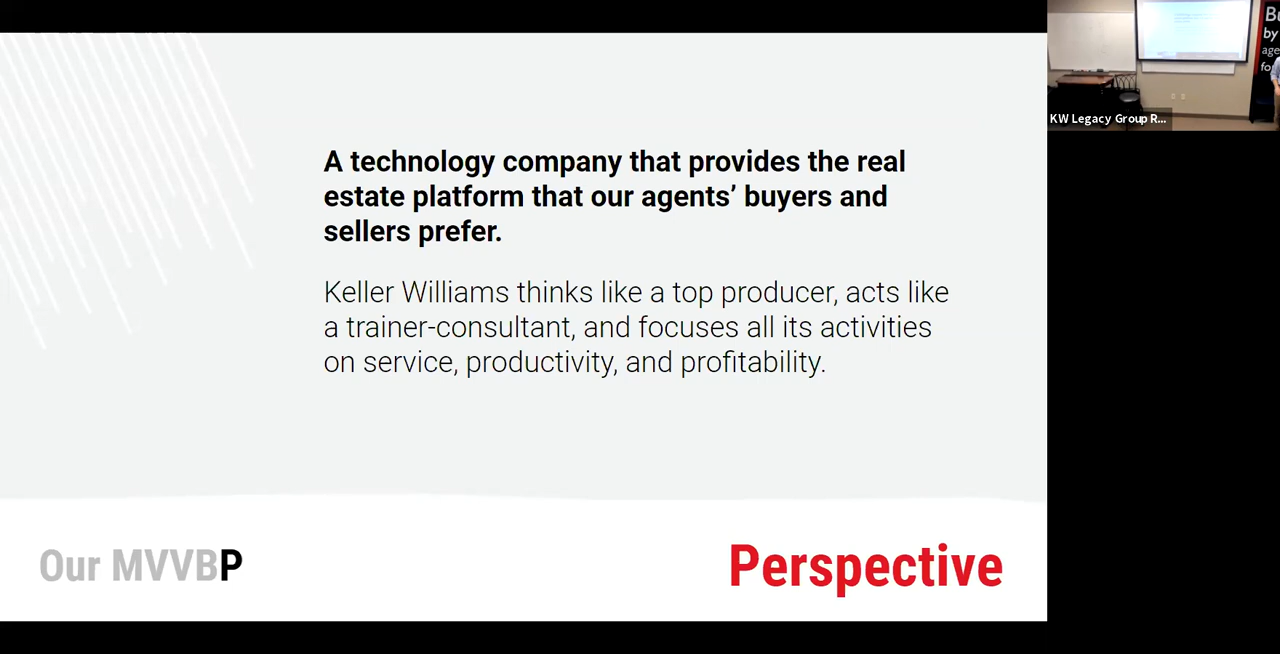 A technology company that provides the real
estate platform that our agents’ buyers and
sellers prefer.
Keller Williams thinks like a top producer, acts like
a trainer-consultant, and focuses all its activities
on service, productivity, and profitability.
Our MVVBP
Perspective
by
KW Legacy Group R...